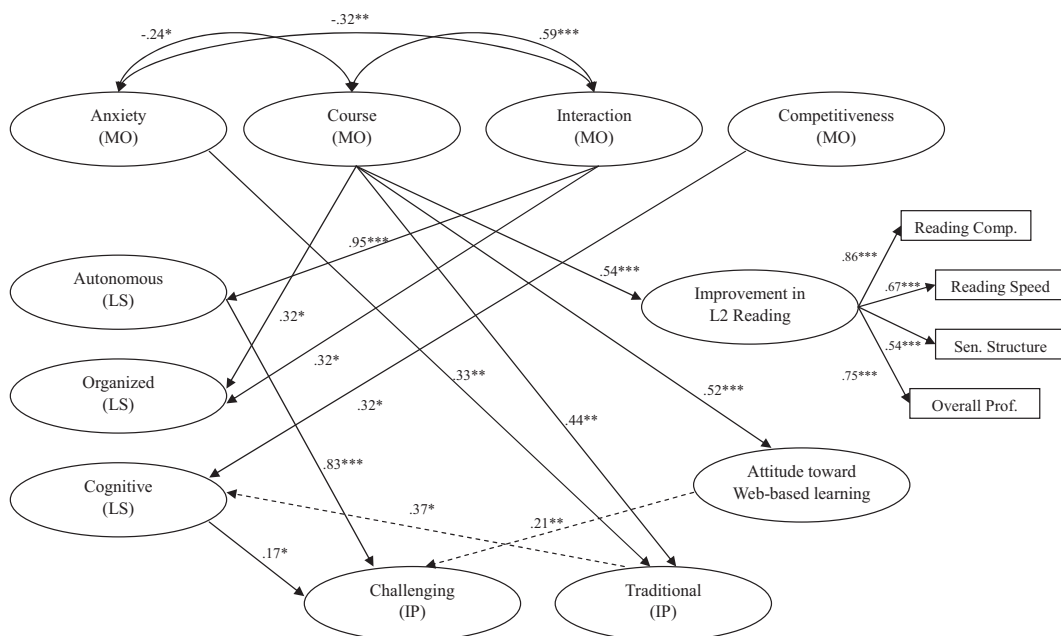 -.32**
-.24*
.59***
Anxiety
(MO)
Course
(MO)
Interaction
(MO)
Competitiveness
(MO)
Reading Comp.
.95***
.86***
Autonomous
(LS)
.54***
Improvement in
L2 Reading
.67***
Reading Speed
.32*
.54***
Sen. Structure
.32*
.75***
Organized
(LS)
.33**
.52***
.32*
Overall Prof.
.44**
.83***
Cognitive
(LS)
Attitude toward
Web-based learning
.37*
.21**
.17*
Challenging
(IP)
Traditional
(IP)